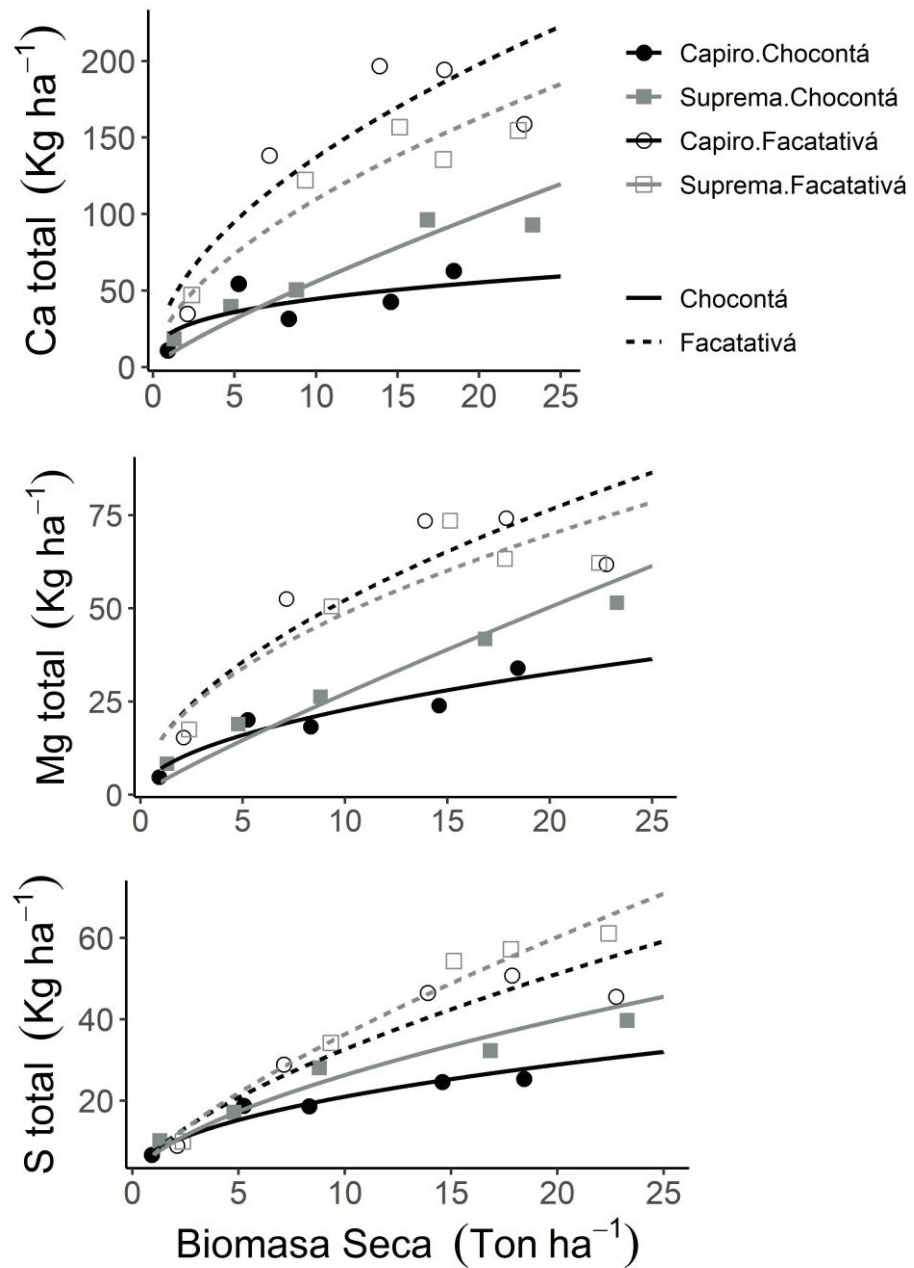 Ca total (Kg ha⁻¹)
200
150
100
50
0
0 5 10 15 20 25
Capiro.Chocontá
Suprema.Chocontá
Capiro.Facatativá
Suprema.Facatativá
Chocontá
Facatativá
Mg total (Kg ha⁻¹)
75
50
25
0
0 5 10 15 20 25
S total (Kg ha⁻¹)
60
40
20
0 5 10 15 20 25
Biomasa Seca (Ton ha⁻¹)